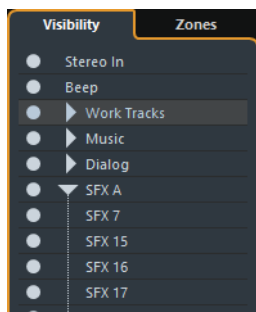 Visibility Zones
Stereo In
Beep
Work Tracks
Music
Dialog
SFX A
SFX 7
SFX 15
SFX 16
SFX 17